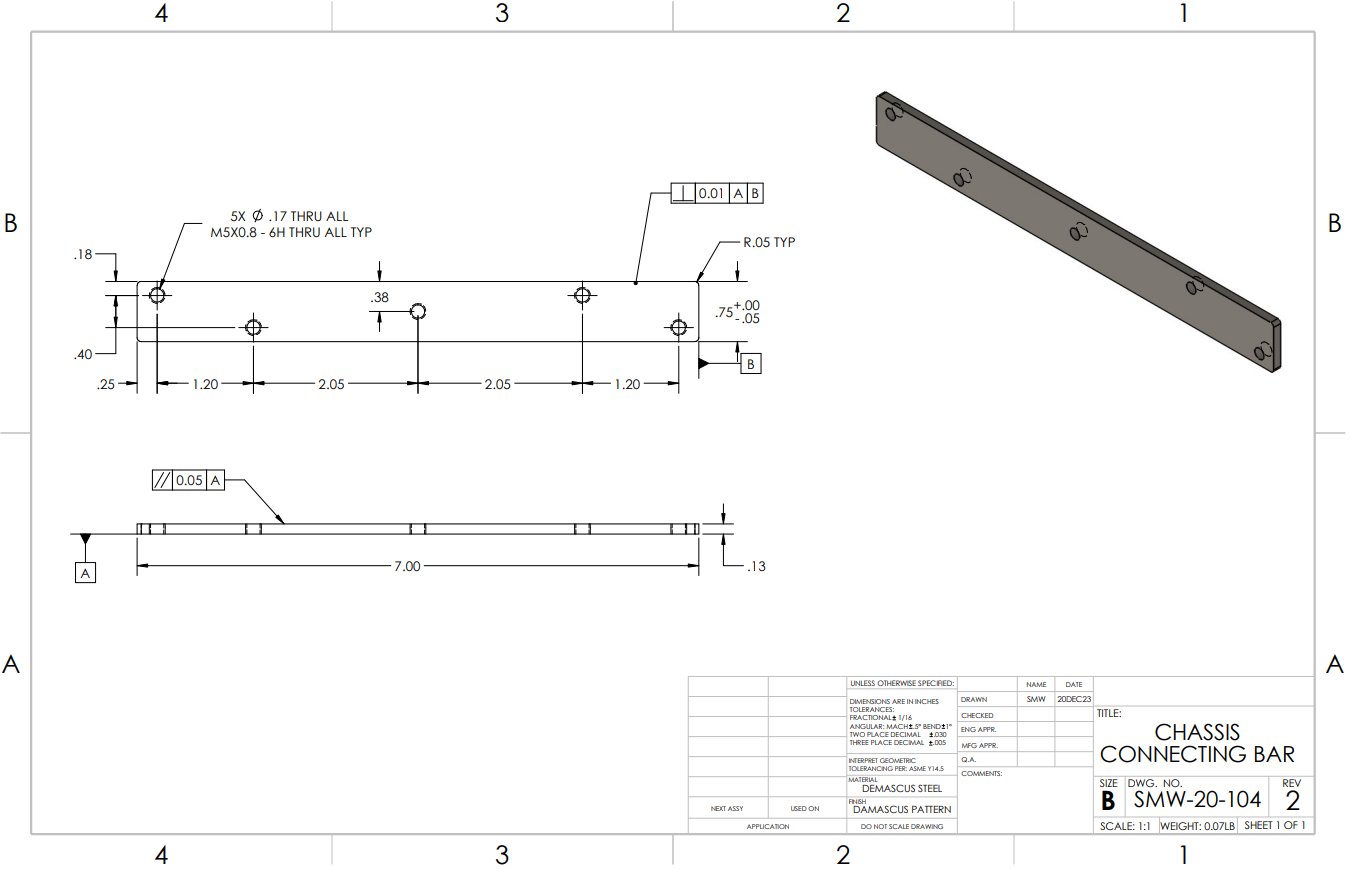 4 3 2 1
B B
⊥ 0.01 A B
5X Ø .17 THRU ALL
M5X0.8 - 6H THRU ALL TYP
R.05 TYP
.18
.38
.75 +.00 -.05
.40
B
.25 1.20 2.05 2.05 1.20
// 0.05 A
A
7.00
.13
A A
UNLESS OTHERWISE SPECIFIED:
DIMENSIONS ARE IN INCHES
TOLERANCES:
FRACTIONAL± 1/16
ANGULAR: MACH±.5° BEND±1°
TWO PLACE DECIMAL ±.030
THREE PLACE DECIMAL ±.005
INTERPRET GEOMETRIC
TOLERANCING PER: ASME Y14.5
MATERIAL
DEMASCUS STEEL
FINISH
DAMASCUS PATTERN
DO NOT SCALE DRAWING
NEXT ASSY USED ON
APPLICATION
NAME DATE
DRAWN SMW 20DEC23
CHECKED
ENG APPR.
MFG APPR.
Q.A.
COMMENTS:
TITLE:
CHASSIS
CONNECTING BAR
SIZE DWG. NO. REV
B SMW-20-104 2
SCALE: 1:1 WEIGHT: 0.07LB SHEET 1 OF 1
4 3 2 1